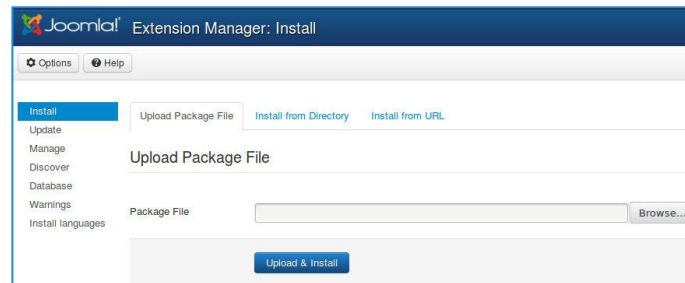 Joomla! Extension Manager: Install
Options Help
Install
Update
Manage
Discover
Database
Warnings
Install languages
Upload Package File Install from Directory Install from URL
Upload Package File
Package File Browse...
Upload & Install